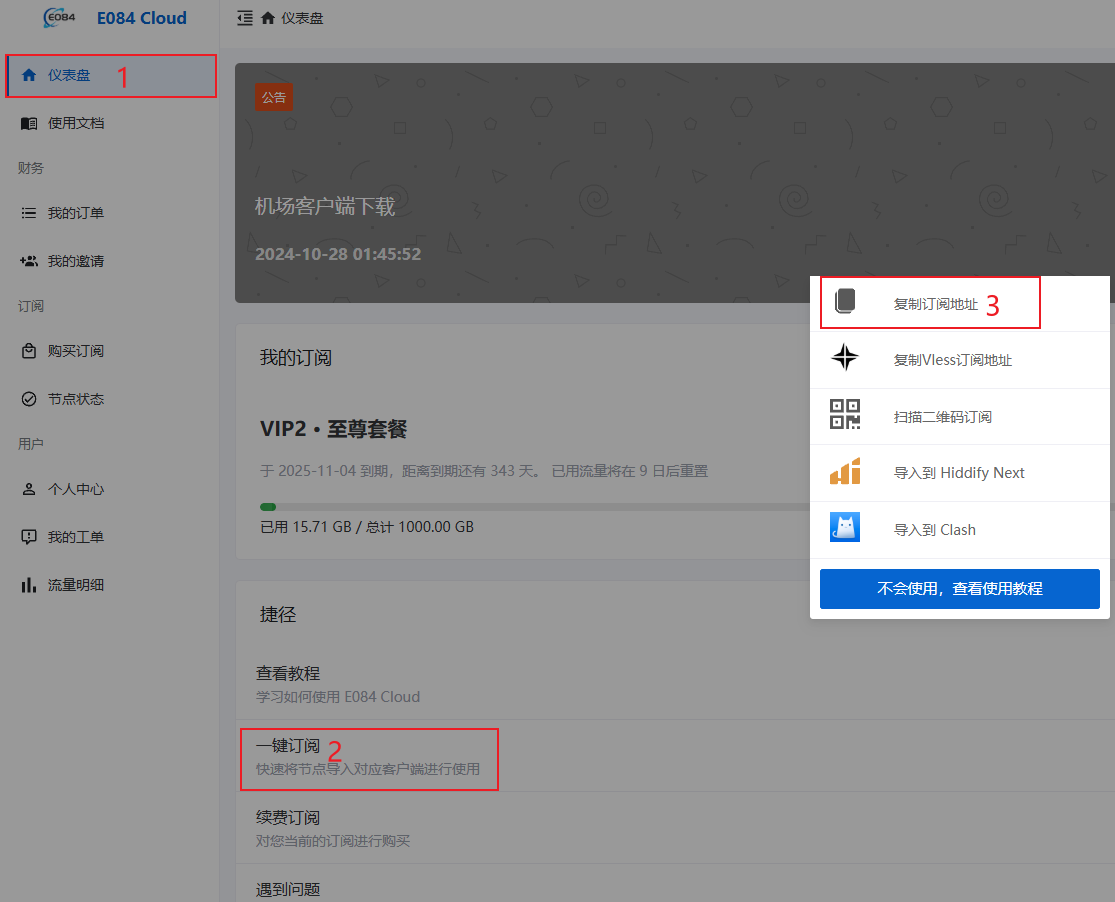 E084 E084 Cloud
仪表盘
仪表盘 1
使用文档
财务
我的订单
我的邀请
订阅
购买订阅
节点状态
用户
个人中心
我的工单
流量明细
公告
机场客户端下载
2024-10-28 01:45:52
我的订阅
VIP2·至尊套餐
于 2025-11-04 到期，距离到期还有 343 天。 已用流量将在 9 日后重置
已用 15.71 GB / 总计 1000.00 GB
捷径
查看教程
学习如何使用 E084 Cloud
一键订阅 2
快速将节点导入对应客户端进行使用
续费订阅
对您当前的订阅进行购买
遇到问题
复制订阅地址 3
复制Vless订阅地址
扫描二维码订阅
导入到 Hiddify Next
导入到 Clash
不会使用，查看使用教程